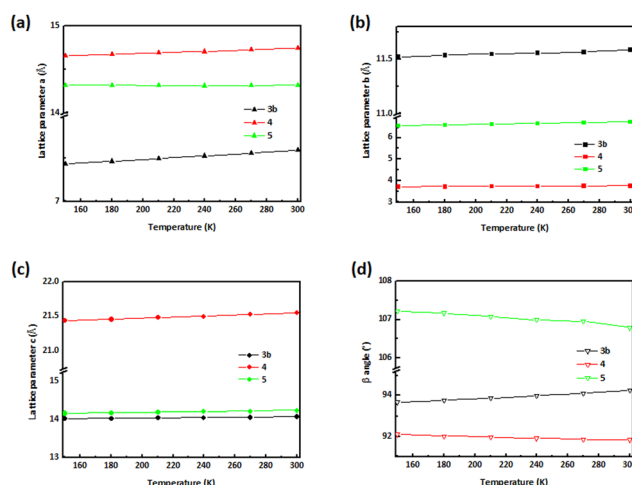 (a)
15
14
7
Lattice parameter a (Å)
3b
4
5
160 180 200 220 240 260 280 300
Temperature (K)
(b)
11.5
11.0
6
5
4
3
Lattice parameter b (Å)
3b
4
5
160 180 200 220 240 260 280 300
Temperature (K)
(c)
22.0
21.5
21.0
15
14
13
Lattice parameter c (Å)
3b
4
5
160 180 200 220 240 260 280 300
Temperature (K)
(d)
108
107
106
94
92
β angle (°)
3b
4
5
160 180 200 220 240 260 280 300
Temperature (K)